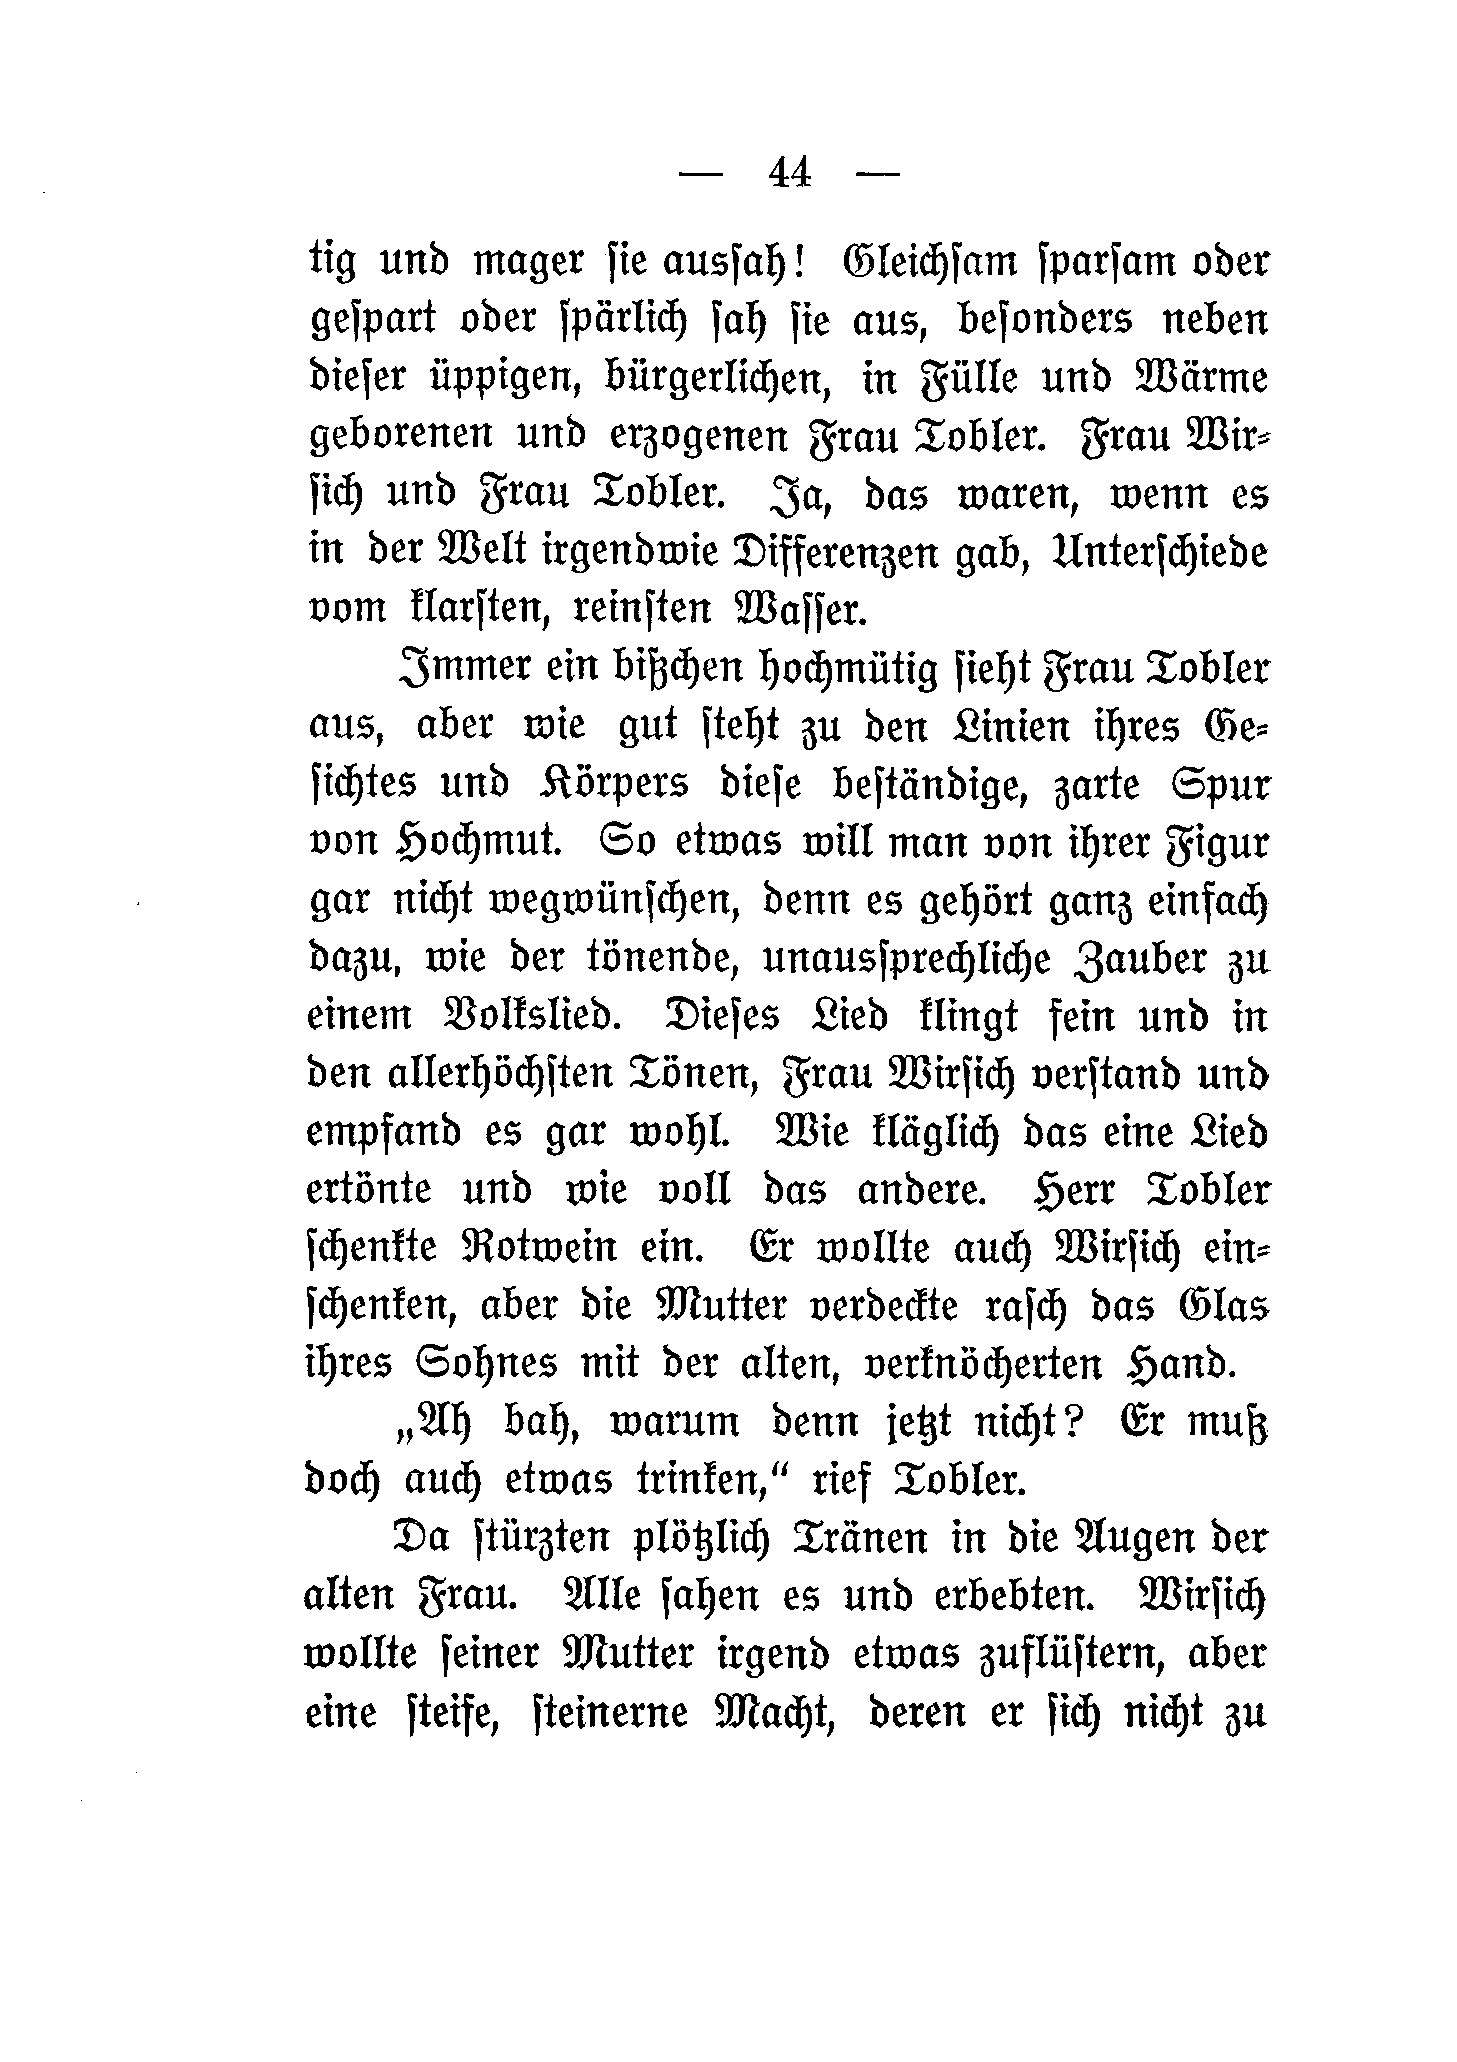 — 44 —
tig und mager ſie ausſah! Gleichſam ſparſam oder
geſpart oder ſpärlich ſah ſie aus, beſonders neben
dieſer üppigen, bürgerlichen, in Fülle und Wärme
geborenen und erzogenen Frau Tobler. Frau Wir⸗
ſich und Frau Tobler. Ja, das waren, wenn es
in der Welt irgendwie Differenzen gab, Unterſchiede
vom klarſten, reinſten Waſſer.
Immer ein bißchen hochmütig ſieht Frau Tobler
aus, aber wie gut ſteht zu den Linien ihres Ge⸗
ſichtes und Körpers dieſe beſtändige, zarte Spur
von Hochmut. So etwas will man von ihrer Figur
gar nicht wegwünſchen, denn es gehört ganz einfach
dazu, wie der tönende, unausſprechliche Zauber zu
einem Volkslied. Dieſes Lied klingt fein und in
den allerhöchſten Tönen, Frau Wirſich verſtand und
empfand es gar wohl. Wie kläglich das eine Lied
ertönte und wie voll das andere. Herr Tobler
ſchenkte Rotwein ein. Er wollte auch Wirſich ein⸗
ſchenken, aber die Mutter verdeckte raſch das Glas
ihres Sohnes mit der alten, verknöcherten Hand.
„Ah bah, warum denn jetzt nicht? Er muß
doch auch etwas trinken,“ rief Tobler.
Da ſtürzten plötzlich Tränen in die Augen der
alten Frau. Alle ſahen es und erbebten. Wirſich
wollte ſeiner Mutter irgend etwas zuflüſtern, aber
eine ſteife, ſteinerne Macht, deren er ſich nicht zu